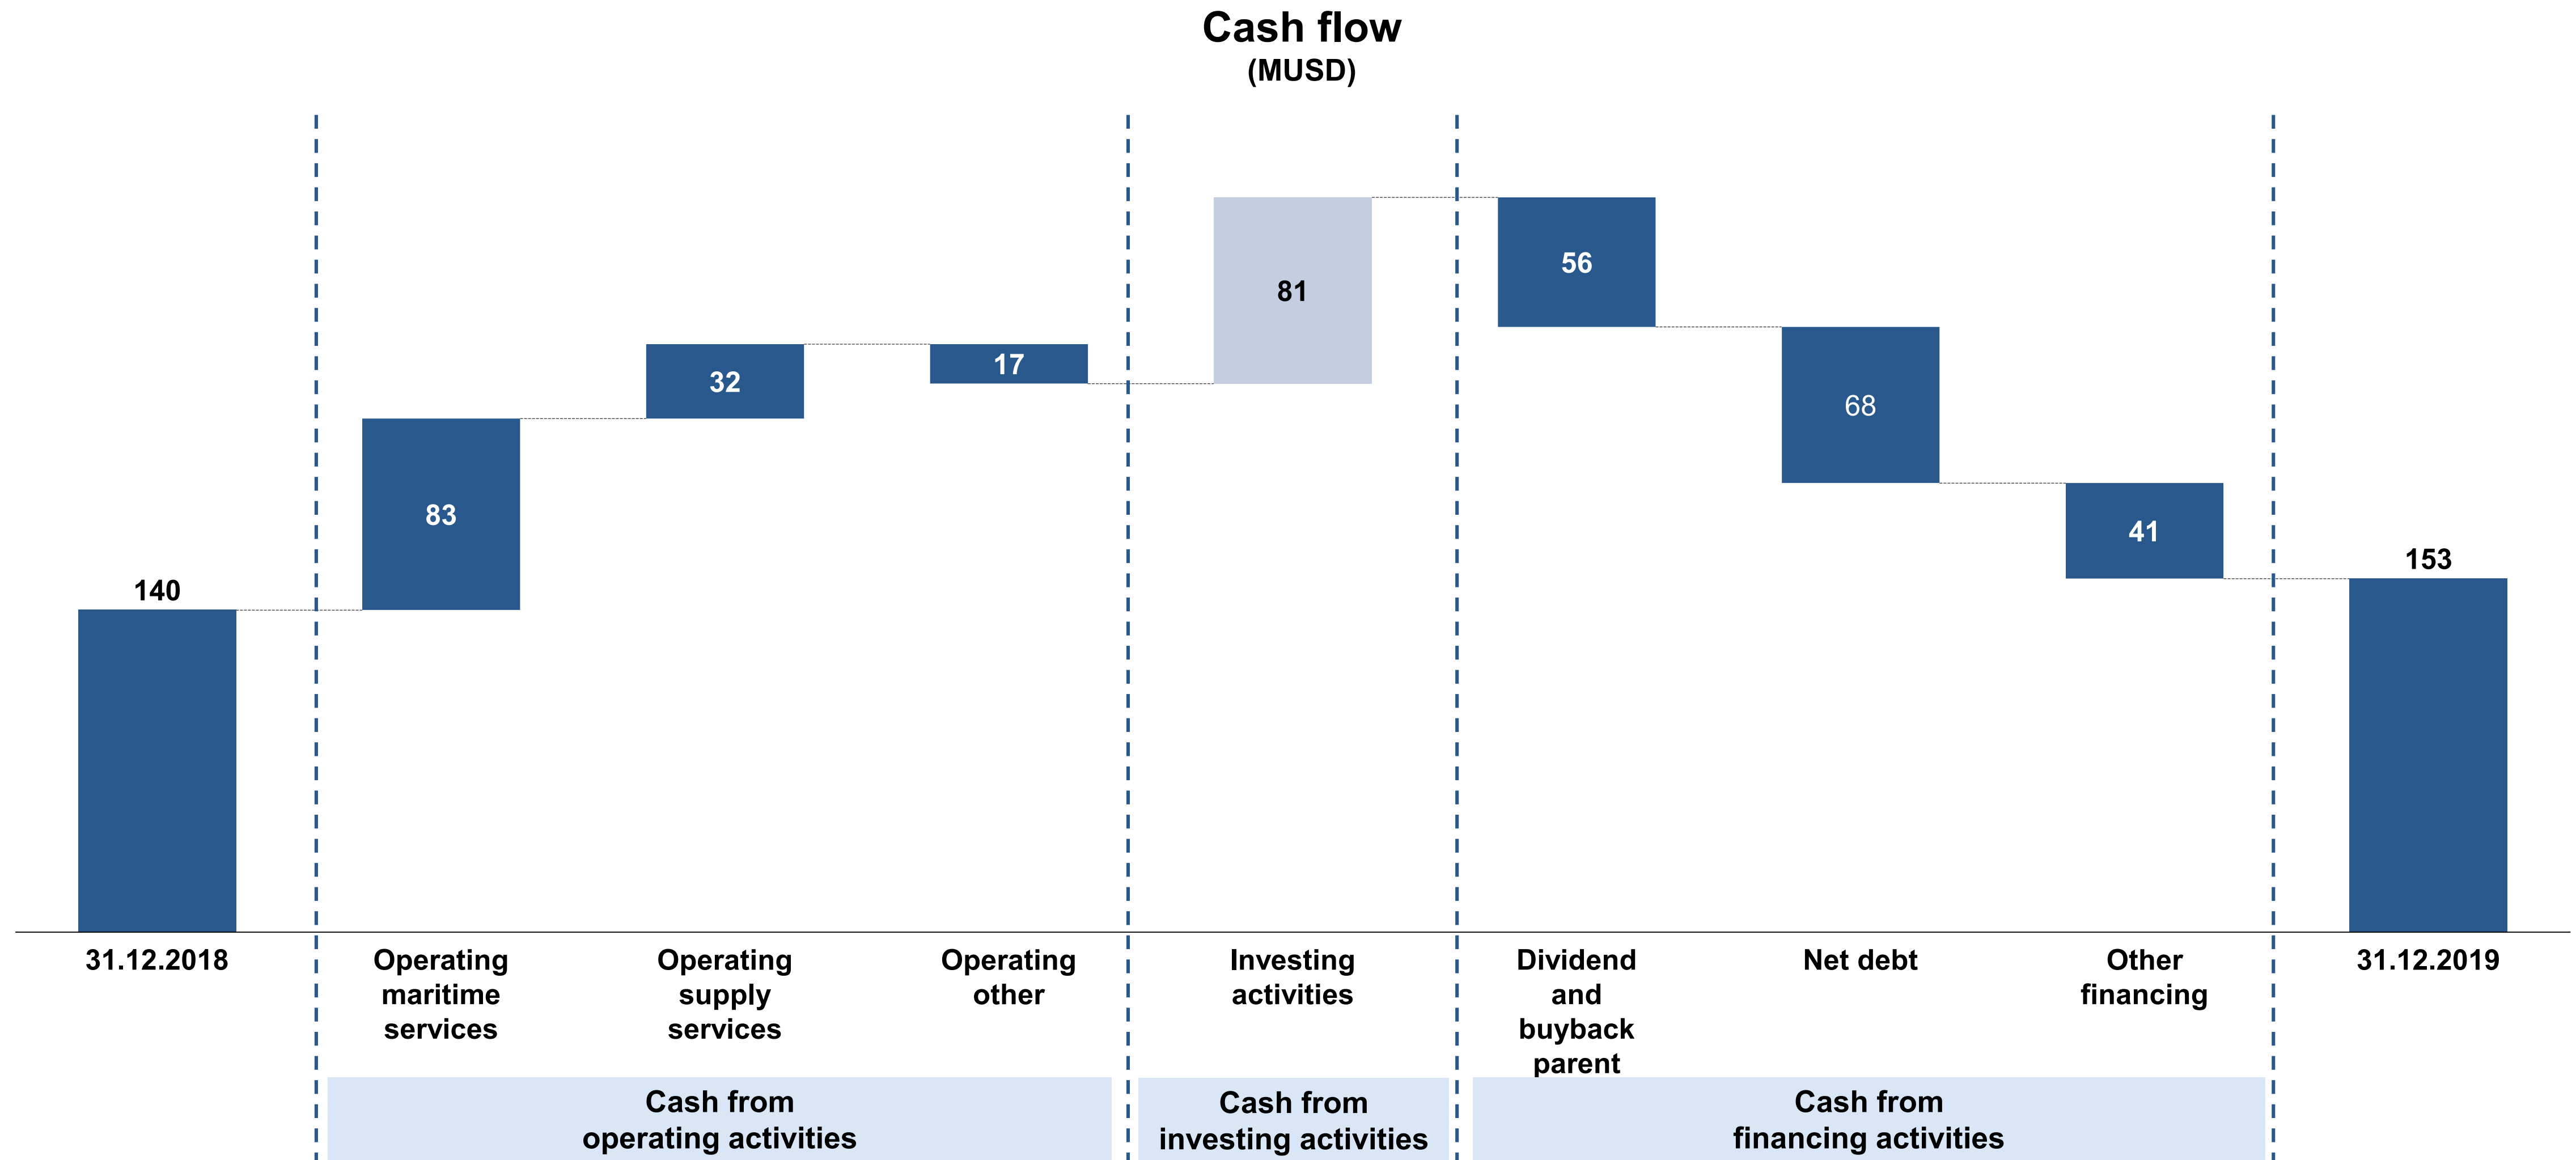 Cash flow
(MUSD)
140
83
32
17
81
56
68
41
153
31.12.2018
Operating
maritime
services
Operating
supply
services
Operating
other
Investing
activities
Dividend
and
buyback
parent
Net debt
Other
financing
31.12.2019
Cash from
operating activities
Cash from
investing activities
Cash from
financing activities